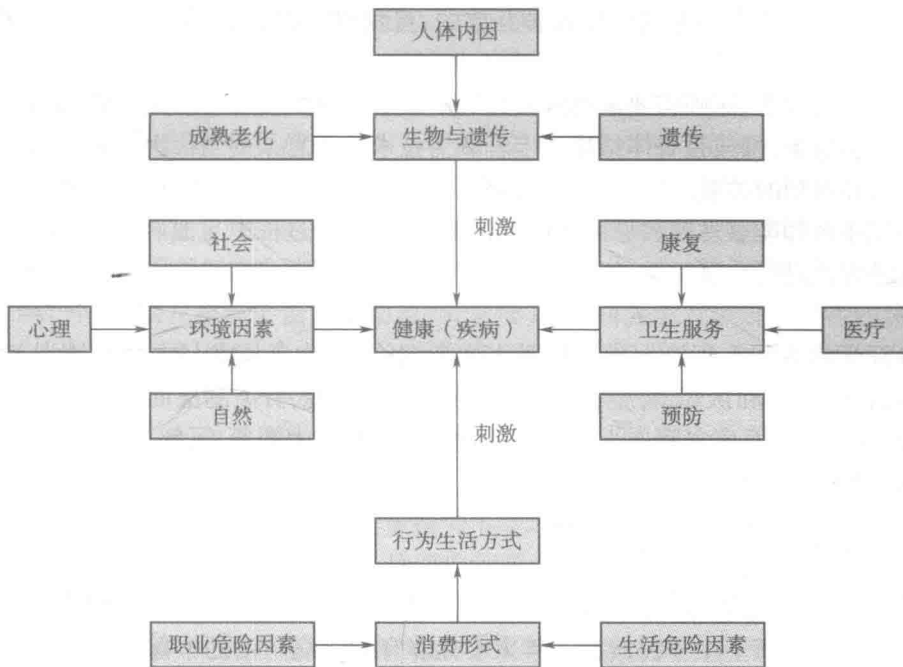 人体内因
成熟老化
生物与遗传
遗传
刺激
社会
康复
心理
环境因素
健康（疾病）
卫生服务
医疗
自然
预防
刺激
行为生活方式
职业危险因素
消费形式
生活危险因素